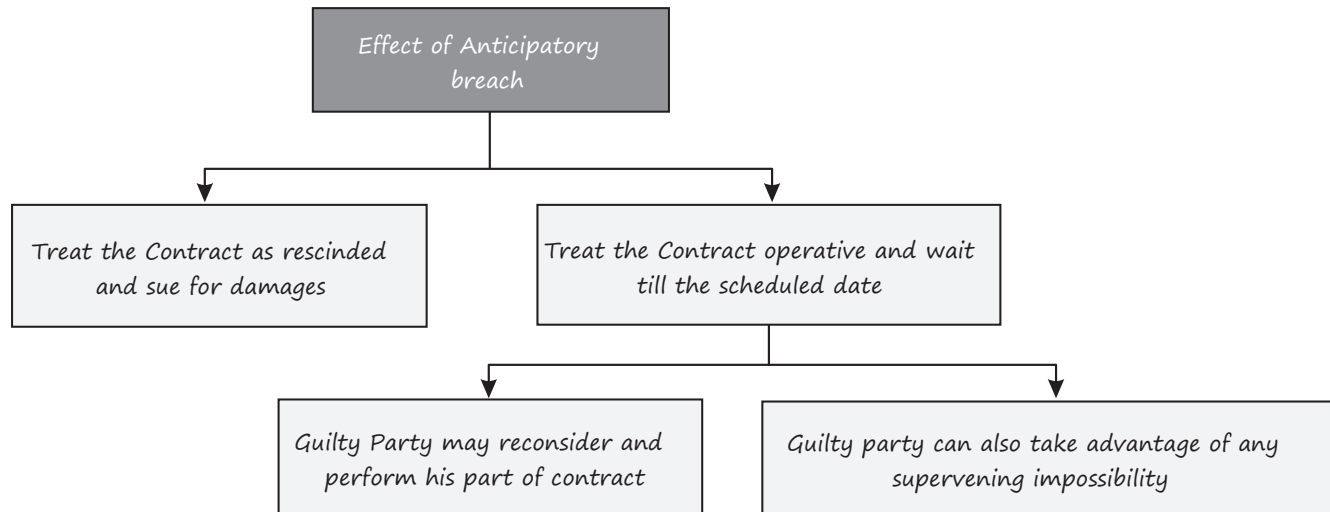 Effect of Anticipatory
breach
Treat the Contract as rescinded
and sue for damages
Treat the Contract operative and wait
till the scheduled date
Guilty Party may reconsider and
perform his part of contract
Guilty party can also take advantage of any
supervening impossibility